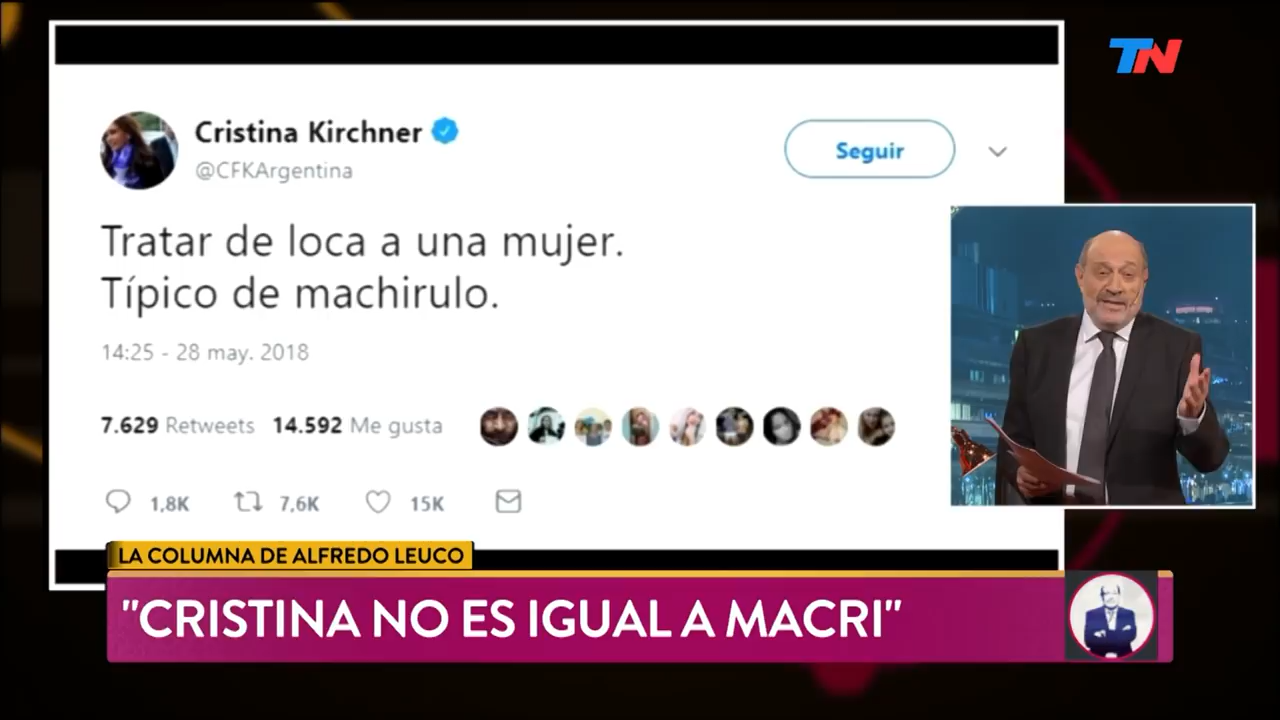 TN
Cristina Kirchner
@CFKArgentina
Seguir
Tratar de loca a una mujer.
Típico de machirulo.
14:25 - 28 may. 2018
7.629 Retweets 14.592 Me gusta
1,8K 7,6K 15K
LA COLUMNA DE ALFREDO LEUCO
"CRISTINA NO ES IGUAL A MACRI"